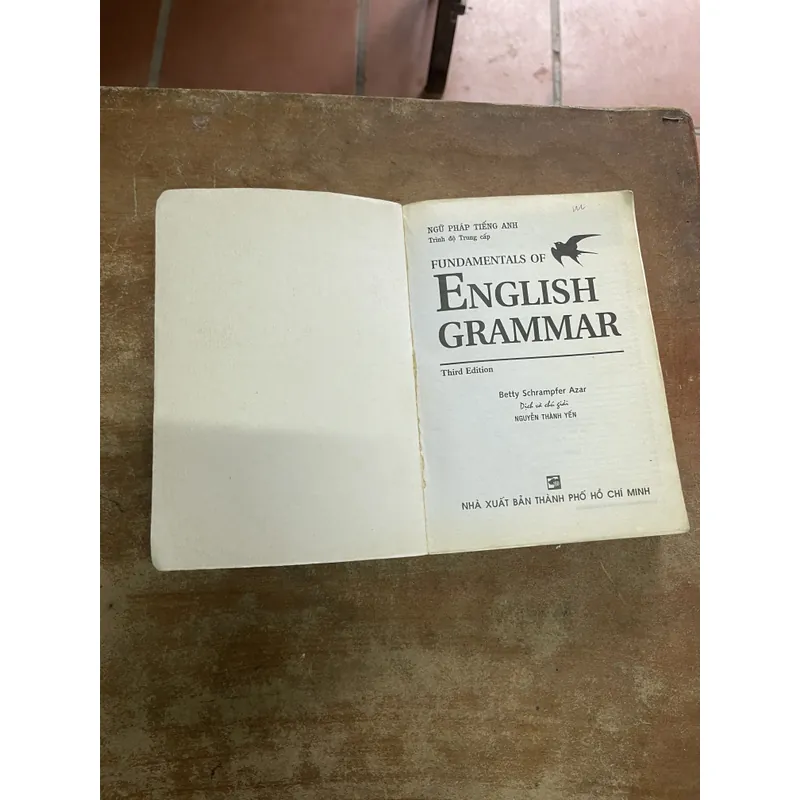 NGỮ PHÁP TIẾNG ANH
Trình độ Trung cấp
FUNDAMENTALS OF
ENGLISH
GRAMMAR
Third Edition
Betty Schrampfer Azar
Dịch và chú giải
NGUYỄN THÀNH YẾN
NHÀ XUẤT BẢN THÀNH PHỐ HỒ CHÍ MINH